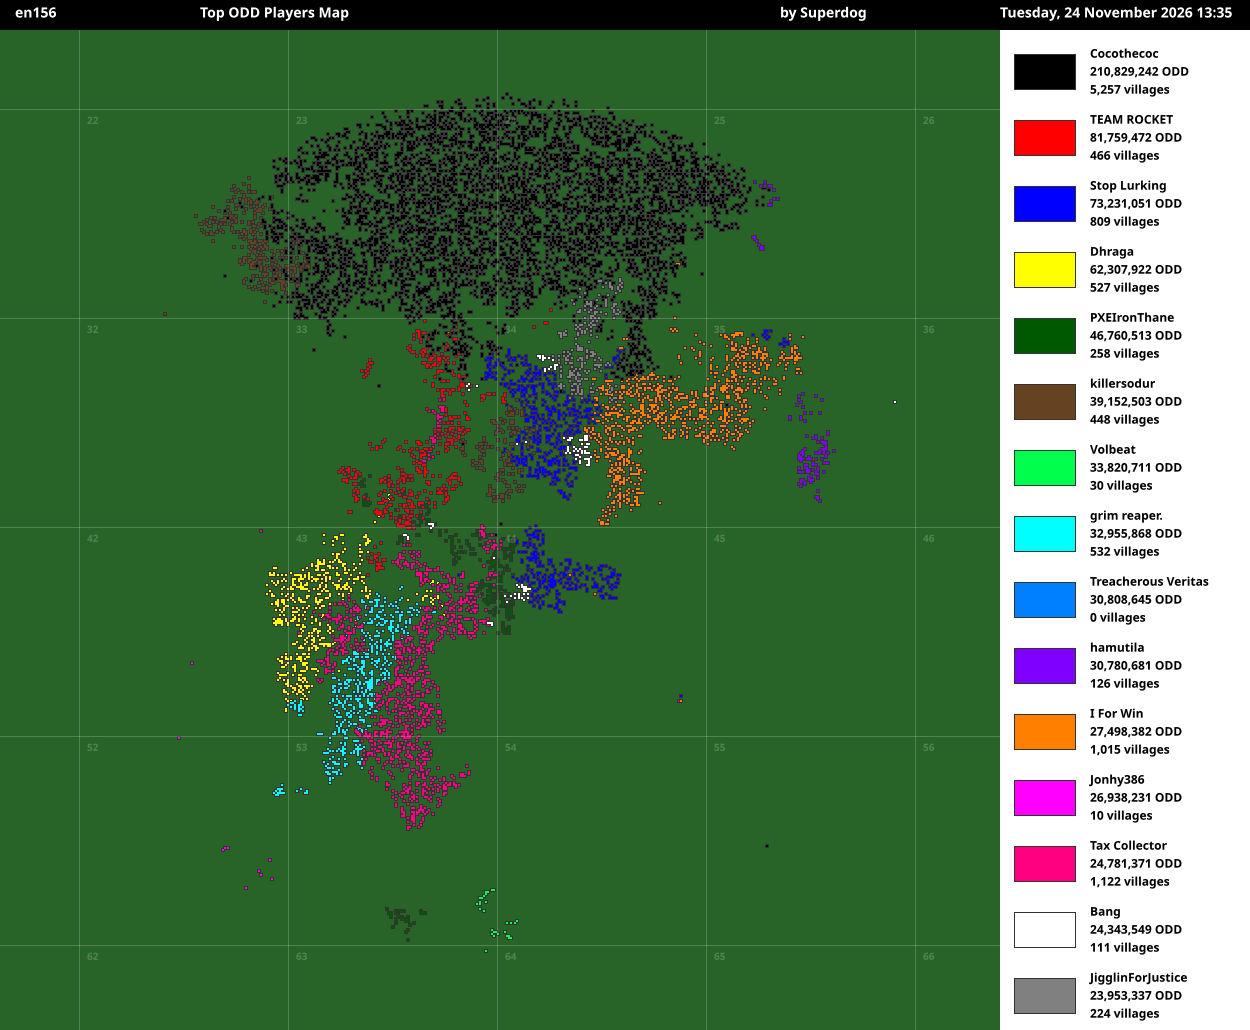 en156 Top ODD Players Map by Superdog Tuesday, 24 November 2026 13:35
22 23 25 26
32 33 34 35 36
42 43 44 45 46
52 53 54 55 56
62 63 64 65 66
Cocothecoc
210,829,242 ODD
5,257 villages
TEAM ROCKET
81,759,472 ODD
466 villages
Stop Lurking
73,231,051 ODD
809 villages
Dhraga
62,307,922 ODD
527 villages
PXEIronThane
46,760,513 ODD
258 villages
killersodur
39,152,503 ODD
448 villages
Volbeat
33,820,711 ODD
30 villages
grim reaper.
32,955,868 ODD
532 villages
Treacherous Veritas
30,808,645 ODD
0 villages
hamutila
30,780,681 ODD
126 villages
I For Win
27,498,382 ODD
1,015 villages
Jonhy386
26,938,231 ODD
10 villages
Tax Collector
24,781,371 ODD
1,122 villages
Bang
24,343,549 ODD
111 villages
JigglinForJustice
23,953,337 ODD
224 villages